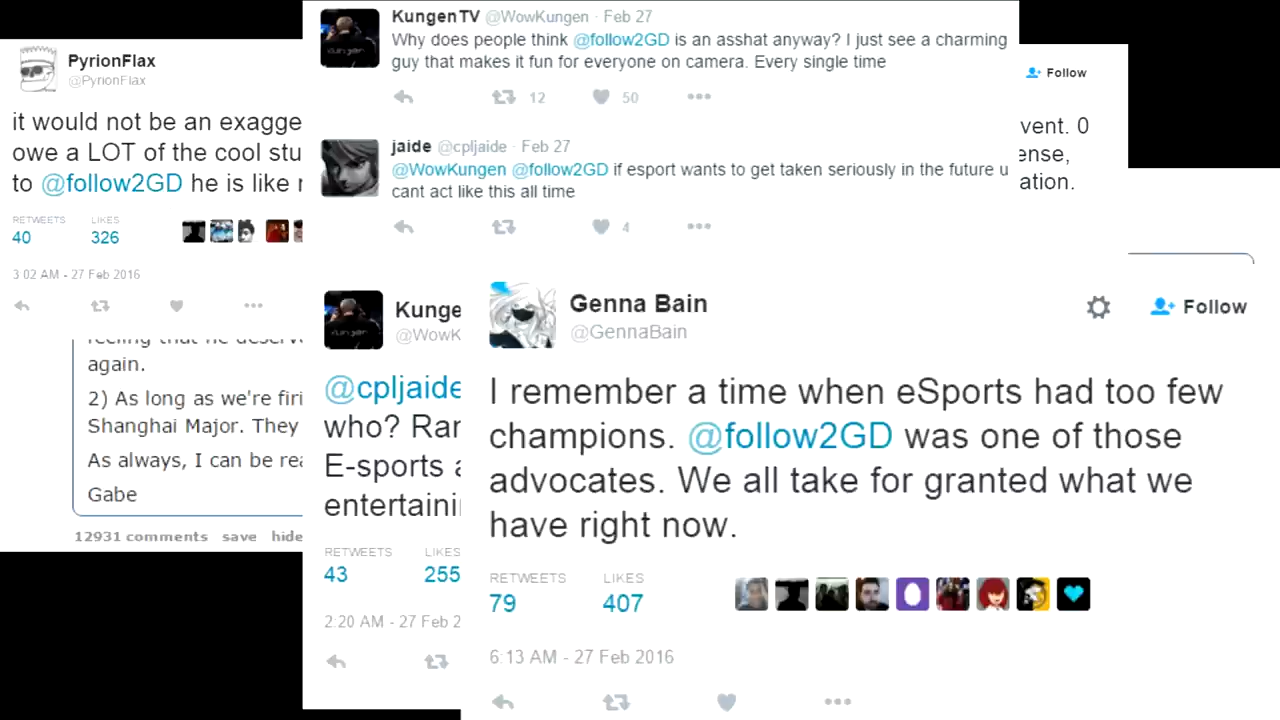 PyrionFlax
@PyrionFlax
it would not be an exagge
owe a LOT of the cool stu
to @follow2GD he is like
RETWEETS LIKES
40 326
3:02 AM - 27 Feb 2016
feeling that he deserv
again.
2) As long as we're firi
Shanghai Major. They
As always, I can be rea
Gabe
12931 comments save hide
KungenTV @WowKungen · Feb 27
Why does people think @follow2GD is an asshat anyway? I just see a charming
guy that makes it fun for everyone on camera. Every single time
12 50
jaide @cpljaide · Feb 27
@WowKungen @follow2GD if esport wants to get taken seriously in the future u
cant act like this all time
4
Follow
vent. 0
ense,
ation.
Kunge
@WowK
@cpljaide
who? Rar
E-sports a
entertaini
RETWEETS LIKES
43 255
2:20 AM - 27 Feb 2
Genna Bain
@GennaBain
Follow
I remember a time when eSports had too few
champions. @follow2GD was one of those
advocates. We all take for granted what we
have right now.
RETWEETS LIKES
79 407
6:13 AM - 27 Feb 2016